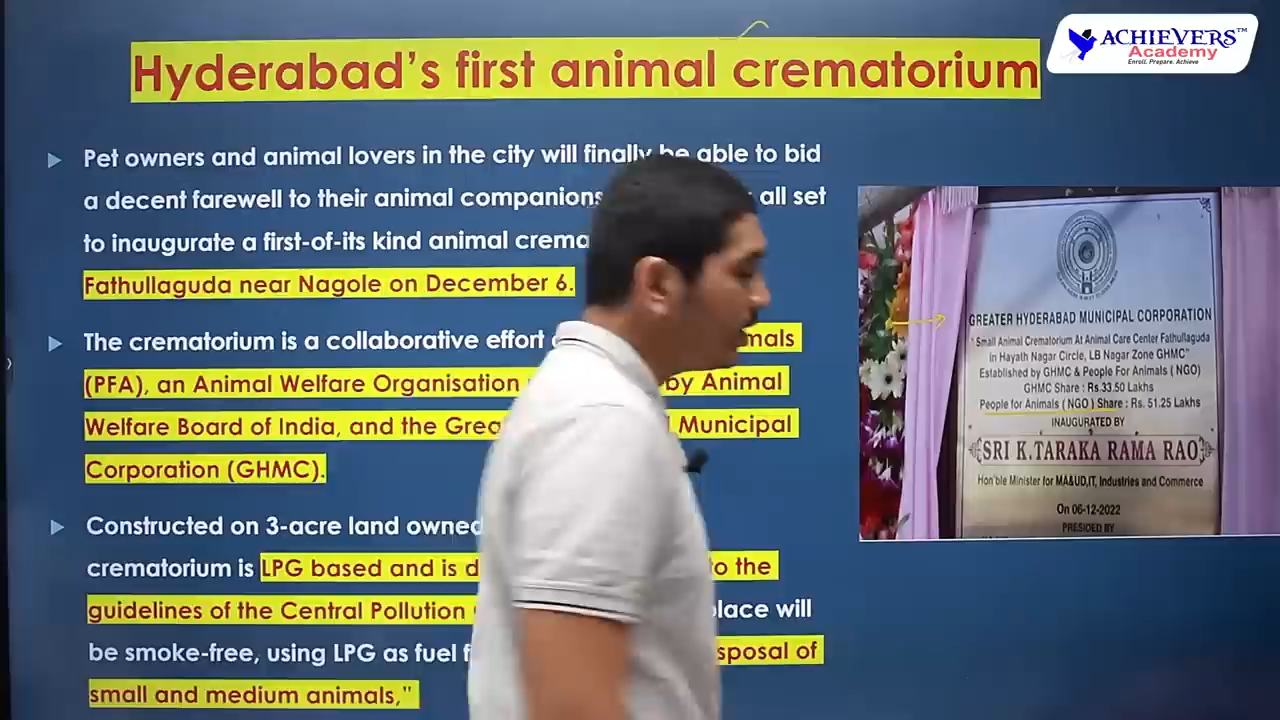 ACHIEVERS™
Academy
Enroll. Prepare. Achieve
Hyderabad's first animal crematorium
Pet owners and animal lovers in the city will finally be able to bid
a decent farewell to their animal companions all set
to inaugurate a first-of-its kind animal crema
Fathullaguda near Nagole on December 6.
The crematorium is a collaborative effort mals
(PFA), an Animal Welfare Organisation by Animal
Welfare Board of India, and the Grea Municipal
Corporation (GHMC).
Constructed on 3-acre land owned
crematorium is LPG based and is d to the
guidelines of the Central Pollution place will
be smoke-free, using LPG as fuel f sposal of
small and medium animals,"
GREATER HYDERABAD MUNICIPAL CORPORATION
"Small Animal Crematorium At Animal Care Center Fathullaguda
in Hayath Nagar Circle, LB Nagar Zone GHMC"
Established by GHMC & People For Animals ( NGO)
GHMC Share : Rs.33.50 Lakhs
People for Animals ( NGO ) Share : Rs. 51.25 Lakhs
INAUGURATED BY
SRI K.TARAKA RAMA RAO
Hon'ble Minister for MA&UD,IT, Industries and Commerce
On 06-12-2022
PRESIDED BY